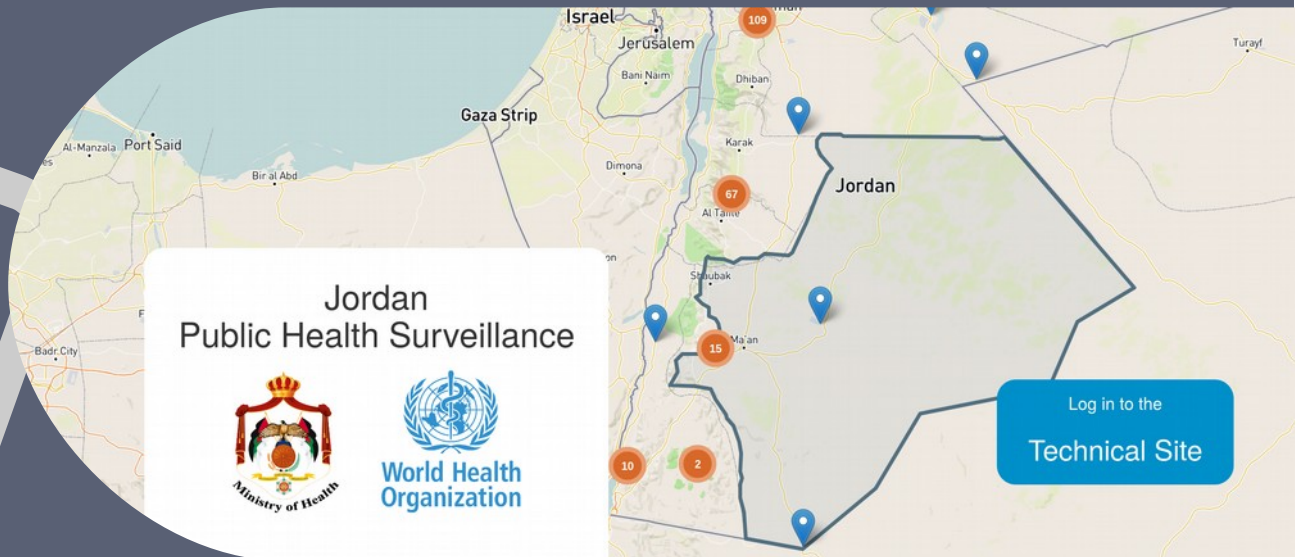 109
Israel
Jerusalem
Turayf
Bani Naim
Dhiban
Gaza Strip
Port Said
Al-Manzala
Karak
Dimona
Bir al Abd
Jordan
67
Shaubak
15
Ma'an
Badr City
Jordan
Public Health Surveillance
Ministry of Health
World Health
Organization
10
2
Log in to the
Technical Site